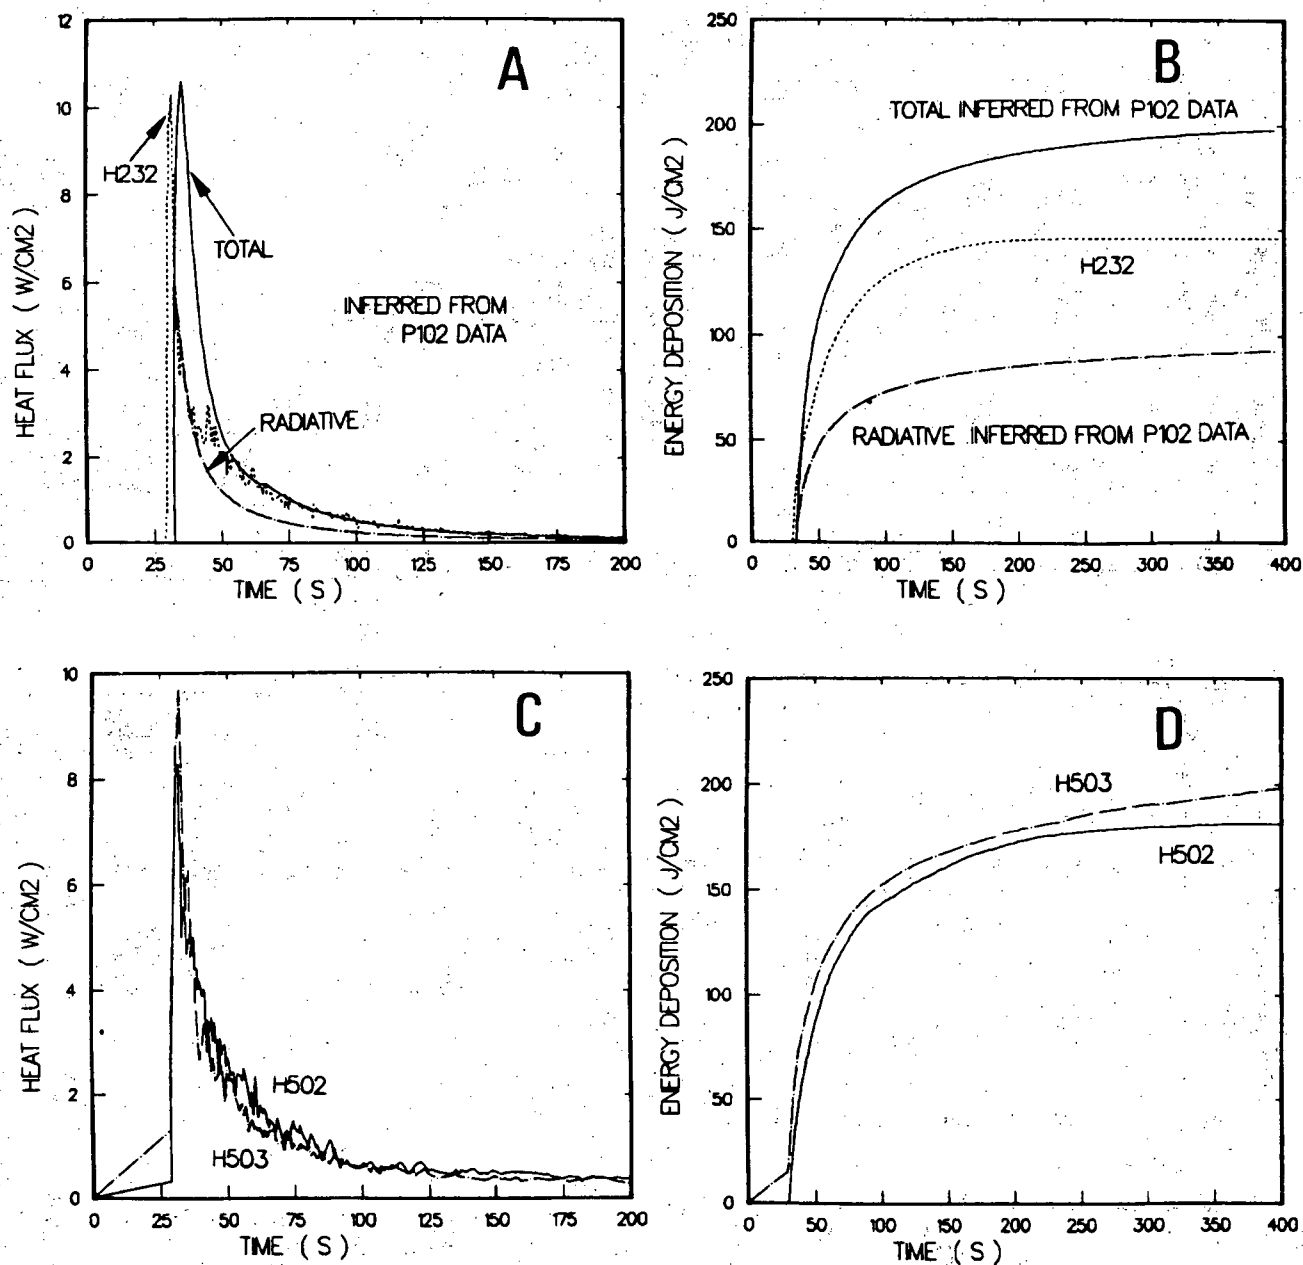 A
HEAT FLUX ( W/CM2)
12
10
8
6
4
2
0
H232
TOTAL
INFERRED FROM
P102 DATA
RADIATIVE
0 25 50 75 100 125 150 175 200
TIME ( S )
B
ENERGY DEPOSITION ( J/CM2)
250
200
150
100
50
0
TOTAL INFERRED FROM P102 DATA
H232
RADIATIVE INFERRED FROM P102 DATA
0 50 100 150 200 250 300 350 400
TIME ( S )
C
HEAT FLUX ( W/CM2)
10
8
6
4
2
0
H502
H503
0 25 50 75 100 125 150 175 200
TIME ( S )
D
ENERGY DEPOSITION ( J/CM2)
250
200
150
100
50
0
H503
H502
0 50 100 150 200 250 300 350 400
TIME ( S )